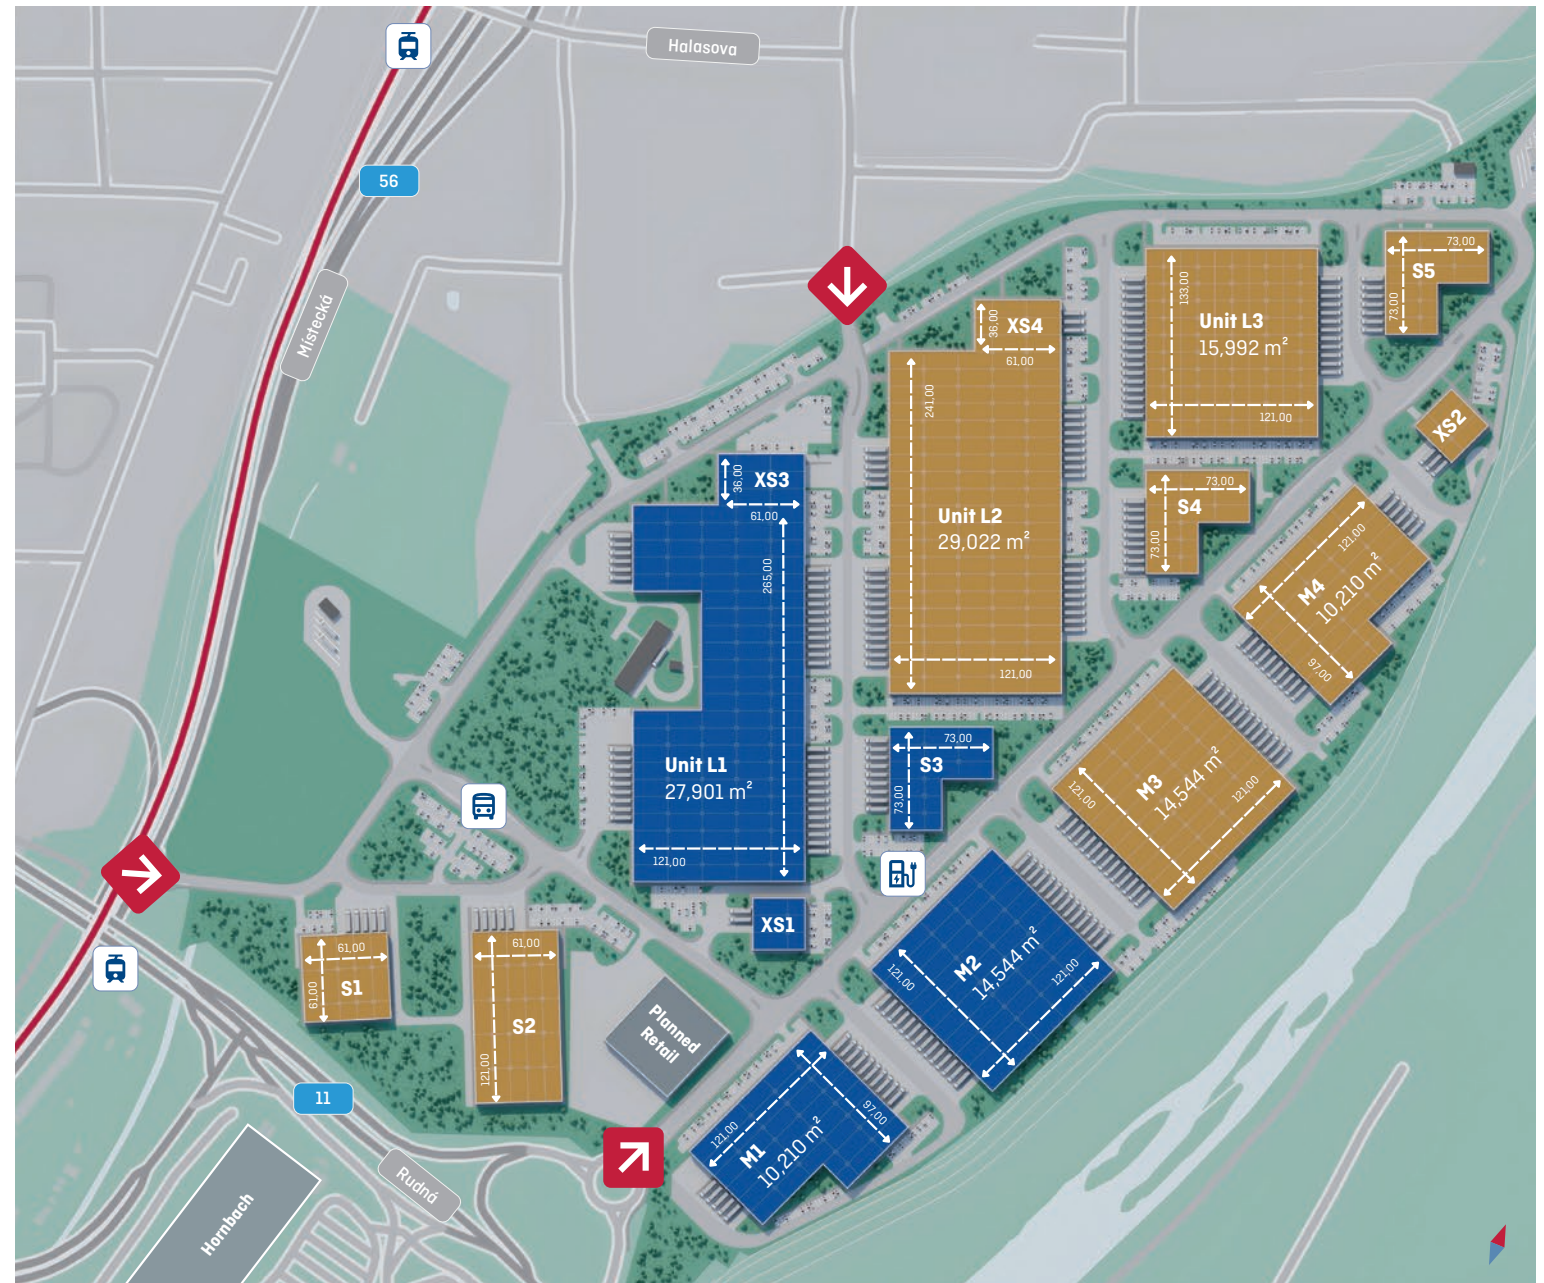 Halasova
56
Místecká
73,00
S5
73,00
133,00
Unit L3
15,992 m²
121,00
36,00
XS4
61,00
241,00
XS2
36,00
XS3
61,00
73,00
S4
73,00
Unit L2
29,022 m²
121,00
M4
10,210 m²
97,00
265,00
121,00
Unit L1
27,901 m²
121,00
73,00
S3
73,00
M3
14,544 m²
121,00
121,00
XS1
61,00
S1
61,00
61,00
S2
121,00
M2
14,544 m²
121,00
121,00
Planned
Retail
11
121,00
97,00
M1
10,210 m²
Rudná
Hornbach